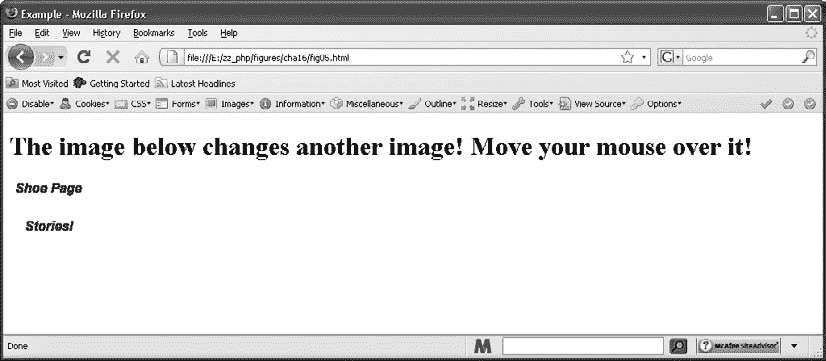 Example - Mozilla Firefox
File Edit View History Bookmarks Tools Help
file:///E:/zz_php/figures/cha16/fig05.html
G Google
Most Visited Getting Started Latest Headlines
Disable Cookies CSS Forms Images Information Miscellaneous Outline Resize Tools View Source Options
The image below changes another image! Move your mouse over it!
Shoe Page
Stories!
Done
M
McAfee SiteAdvisor